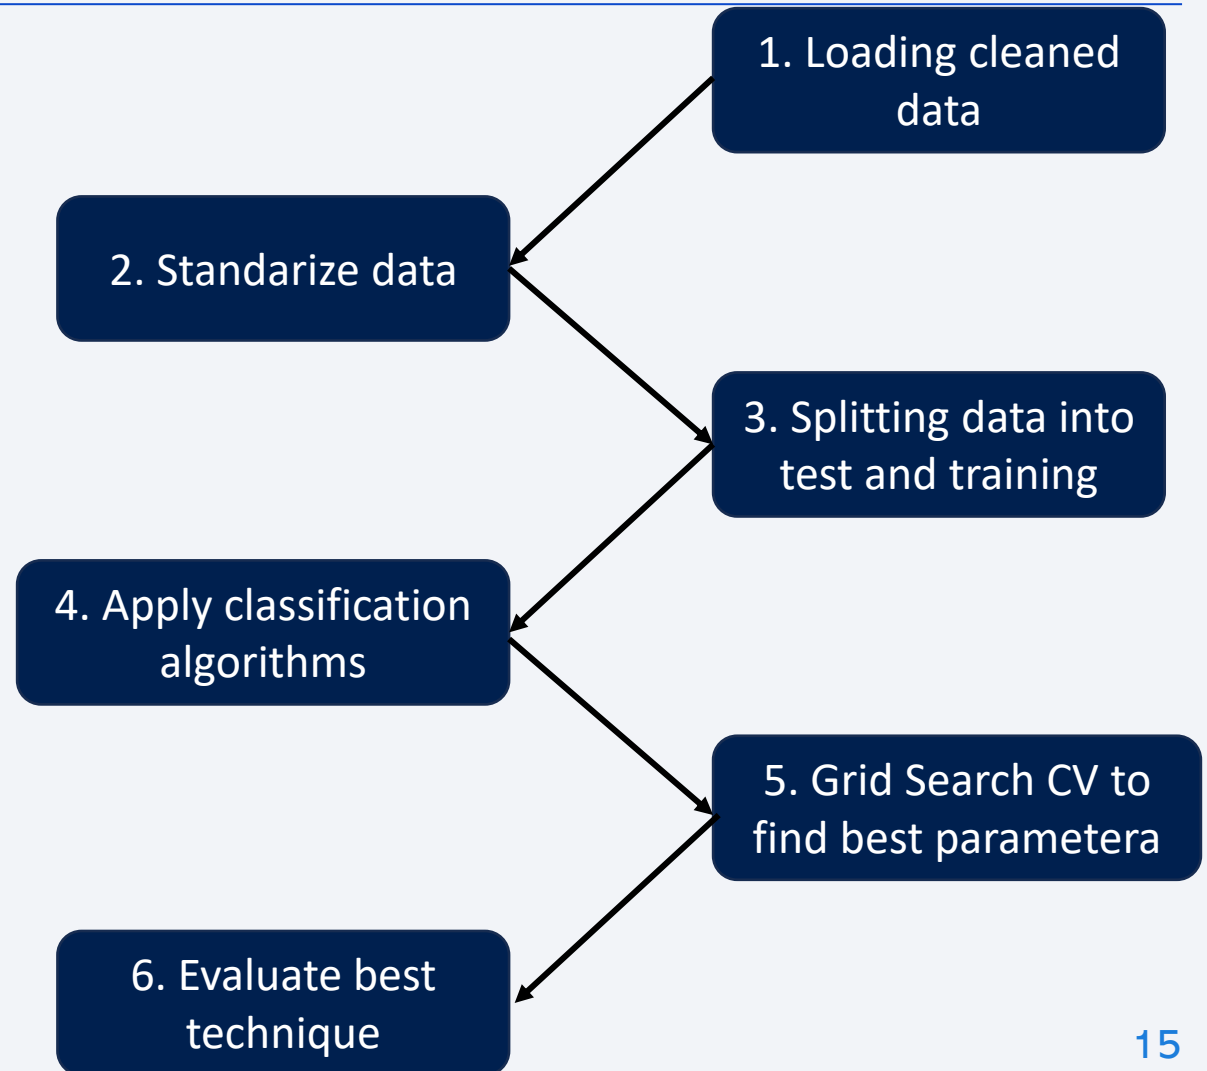 1. Loading cleaned
data
2. Standarize data
3. Splitting data into
test and training
4. Apply classification
algorithms
5. Grid Search CV to
find best parametera
6. Evaluate best
technique
15